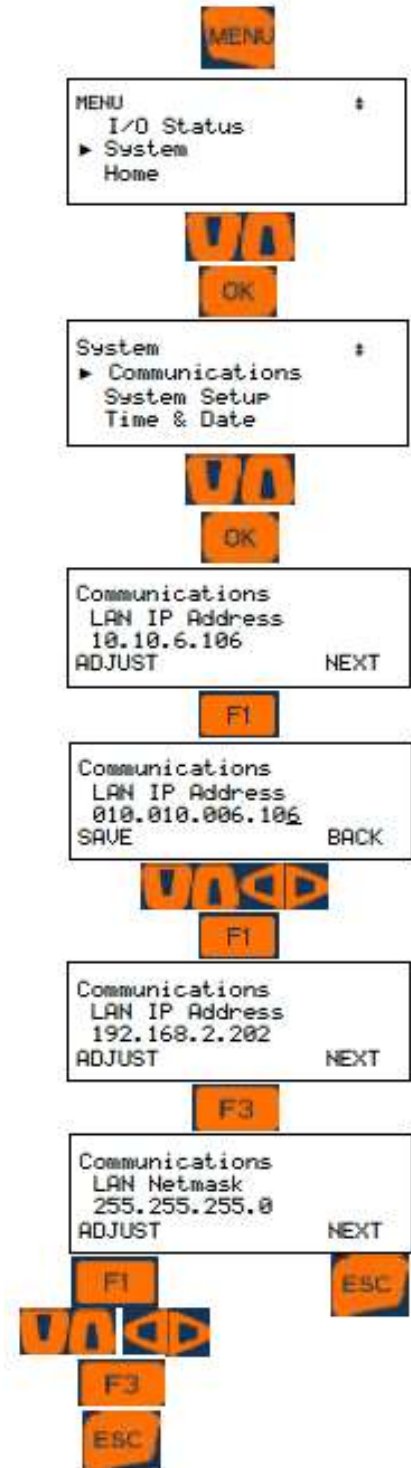 MENU
MENU
I/O Status
System
Home
OK
System
Communications
System Setup
Time & Date
OK
Communications
LAN IP Address
10.10.6.106
ADJUST NEXT
F1
Communications
LAN IP Address
010.010.006.106
SAVE BACK
F1
Communications
LAN IP Address
192.168.2.202
ADJUST NEXT
F3
Communications
LAN Netmask
255.255.255.0
ADJUST NEXT
F1 ESC
F3
ESC